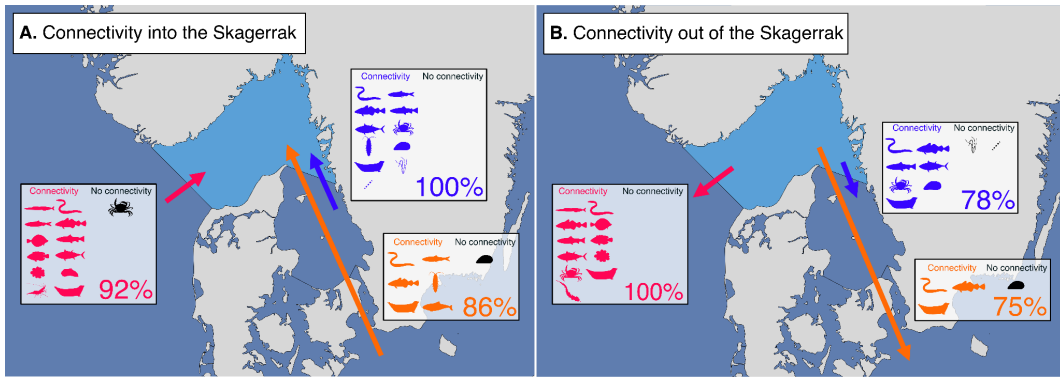 A. Connectivity into the Skagerrak
Connectivity No connectivity
100%
Connectivity No connectivity
92%
Connectivity No connectivity
86%
B. Connectivity out of the Skagerrak
Connectivity No connectivity
78%
Connectivity No connectivity
100%
Connectivity No connectivity
75%